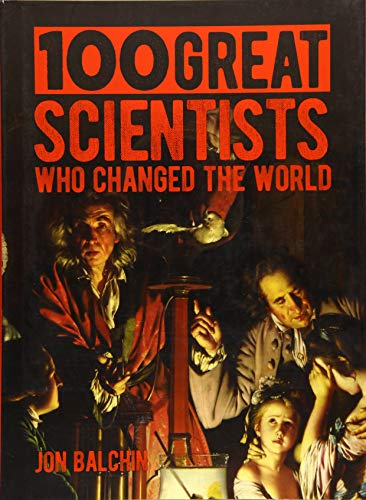 100 GREAT
SCIENTISTS
WHO CHANGED THE WORLD
JON BALCHIN